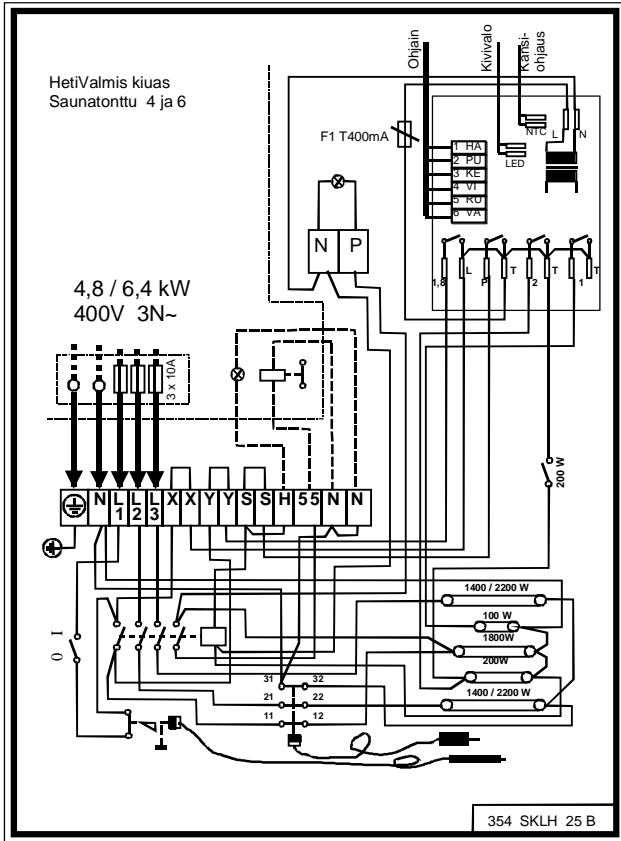 HetiValmis kiuas
Saunatonttu 4 ja 6
Ohjain
Kivivalo
Kansi-
ohjaus
F1 T400mA
NTC
LED
L
N
1 HA
2 PU
3 KE
4 VI
5 RU
6 VA
N P
1,8 L P T 2 T 1 T
4,8 / 6,4 kW
400V 3N~
3 x 10A
200 W
N L1 L2 L3 X X Y Y S S H 55 N N
1400 / 2200 W
100 W
1800W
200W
1400 / 2200 W
I
0
31 32
21 22
11 12
354 SKLH 25 B